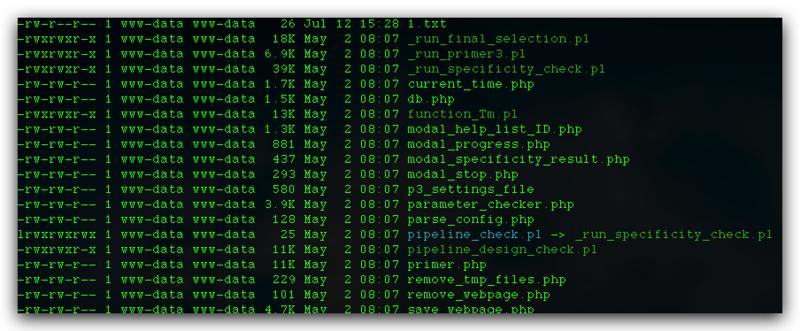 -rw-r--r-- 1 www-data www-data   26 Jul 12 15:28 1.txt
-rwxrwxr-x 1 www-data www-data  18K May  2 08:07 _run_final_selection.pl
-rwxrwxr-x 1 www-data www-data 6.9K May  2 08:07 _run_primer3.pl
-rwxrwxr-x 1 www-data www-data  39K May  2 08:07 _run_specificity_check.pl
-rw-rw-r-- 1 www-data www-data 1.7K May  2 08:07 current_time.php
-rw-rw-r-- 1 www-data www-data 1.5K May  2 08:07 db.php
-rwxrwxr-x 1 www-data www-data  13K May  2 08:07 function_Tm.pl
-rw-rw-r-- 1 www-data www-data 1.3K May  2 08:07 modal_help_list_ID.php
-rw-rw-r-- 1 www-data www-data  881 May  2 08:07 modal_progress.php
-rw-rw-r-- 1 www-data www-data  437 May  2 08:07 modal_specificity_result.php
-rw-rw-r-- 1 www-data www-data  293 May  2 08:07 modal_stop.php
-rw-rw-r-- 1 www-data www-data  580 May  2 08:07 p3_settings_file
-rw-rw-r-- 1 www-data www-data 3.9K May  2 08:07 parameter_checker.php
-rw-rw-r-- 1 www-data www-data  128 May  2 08:07 parse_config.php
lrwxrwxrwx 1 www-data www-data   25 May  2 08:07 pipeline_check.pl -> _run_specificity_check.pl
-rwxrwxr-x 1 www-data www-data  11K May  2 08:07 pipeline_design_check.pl
-rw-rw-r-- 1 www-data www-data  11K May  2 08:07 primer.php
-rw-rw-r-- 1 www-data www-data  229 May  2 08:07 remove_tmp_files.php
-rw-rw-r-- 1 www-data www-data  101 May  2 08:07 remove_webpage.php
-rw-rw-r-- 1 www-data www-data 4.7K May  2 08:07 save_webpage.php